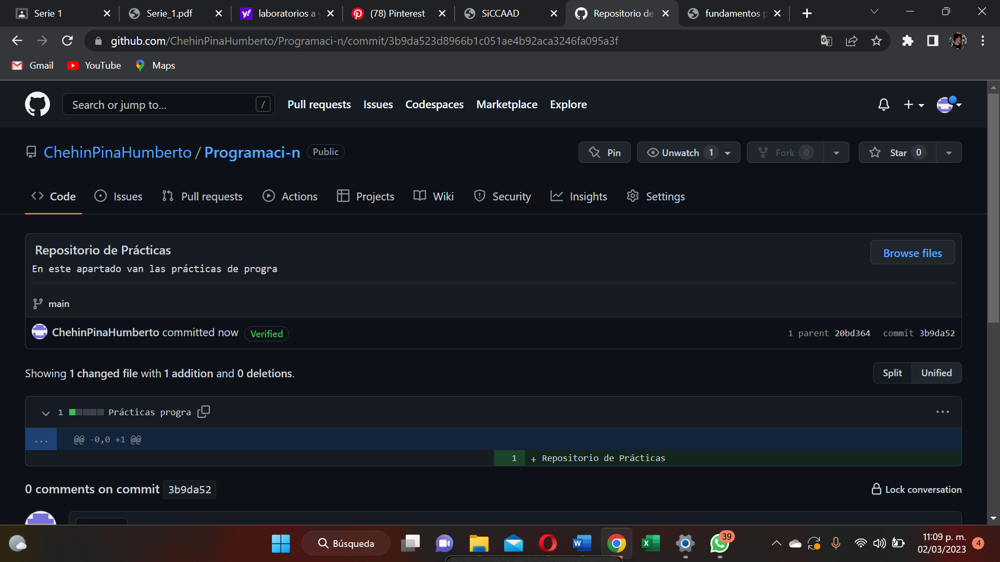 Serie 1
Serie_1.pdf
laboratorios a y
(78) Pinterest
SiCCAAD
Repositorio de
fundamentos p
github.com/ChehinPinaHumberto/Programaci-n/commit/3b9da523d8966b1c051ae4b92aca3246fa095a3f
Gmail
YouTube
Maps
Search or jump to...
/
Pull requests
Issues
Codespaces
Marketplace
Explore
ChehinPinaHumberto / Programaci-n
Public
Pin
Unwatch 1
Fork 0
Star 0
Code
Issues
Pull requests
Actions
Projects
Wiki
Security
Insights
Settings
Repositorio de Prácticas
Browse files
En este apartado van las prácticas de progra
main
ChehinPinaHumberto committed now
Verified
1 parent 20bd364 commit 3b9da52
Showing 1 changed file with 1 addition and 0 deletions.
Split
Unified
1
Prácticas progra
...
@@ -0,0 +1 @@
1
+ Repositorio de Prácticas
0 comments on commit 3b9da52
Lock conversation
Búsqueda
39
11:09 p. m.
02/03/2023
4